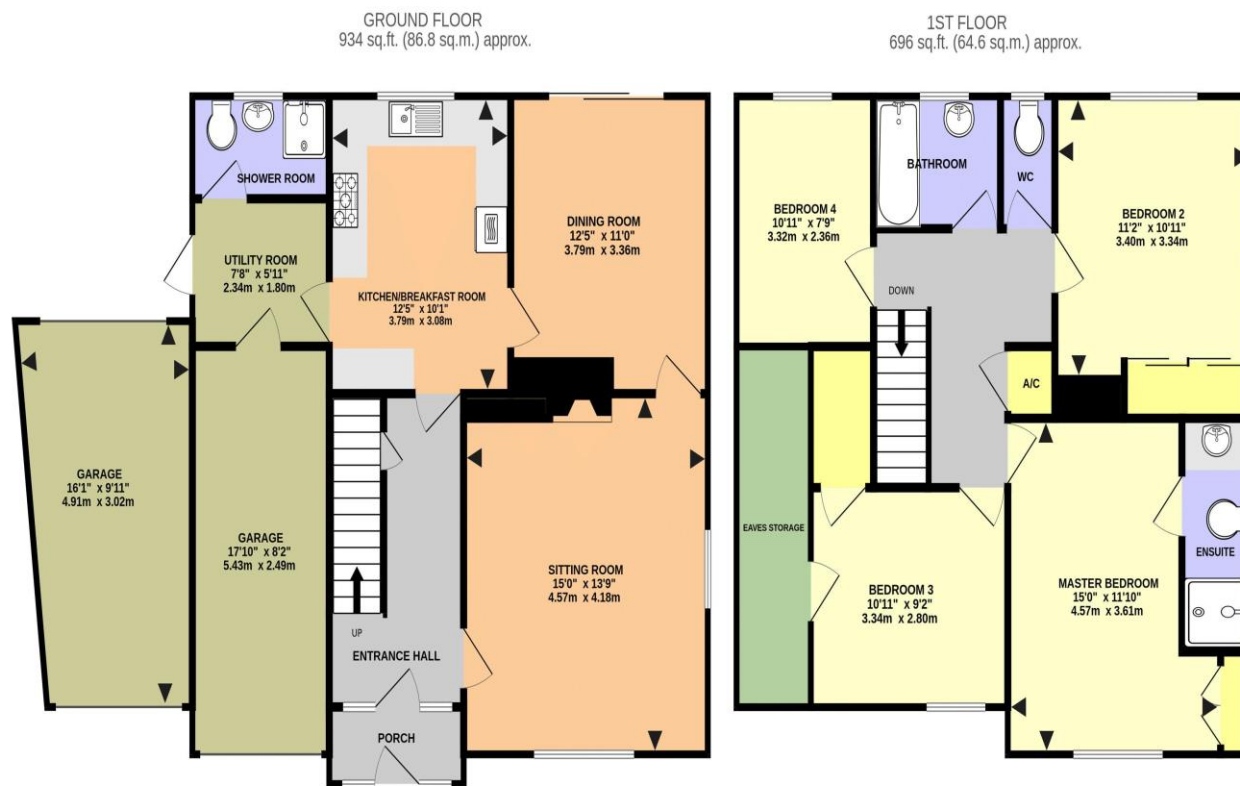 GROUND FLOOR
934 sq.ft. (86.8 sq.m.) approx.
SHOWER ROOM
UTILITY ROOM
7'8" x 5'11"
2.34m x 1.80m
KITCHEN/BREAKFAST ROOM
12'5" x 10'1"
3.79m x 3.08m
DINING ROOM
12'5" x 11'0"
3.79m x 3.36m
GARAGE
16'1" x 9'11"
4.91m x 3.02m
GARAGE
17'10" x 8'2"
5.43m x 2.49m
SITTING ROOM
15'0" x 13'9"
4.57m x 4.18m
UP
ENTRANCE HALL
PORCH
1ST FLOOR
696 sq.ft. (64.6 sq.m.) approx.
BEDROOM 4
10'11" x 7'9"
3.32m x 2.36m
BATHROOM
WC
BEDROOM 2
11'2" x 10'11"
3.40m x 3.34m
DOWN
A/C
EAVES STORAGE
BEDROOM 3
10'11" x 9'2"
3.34m x 2.80m
MASTER BEDROOM
15'0" x 11'10"
4.57m x 3.61m
ENSUITE